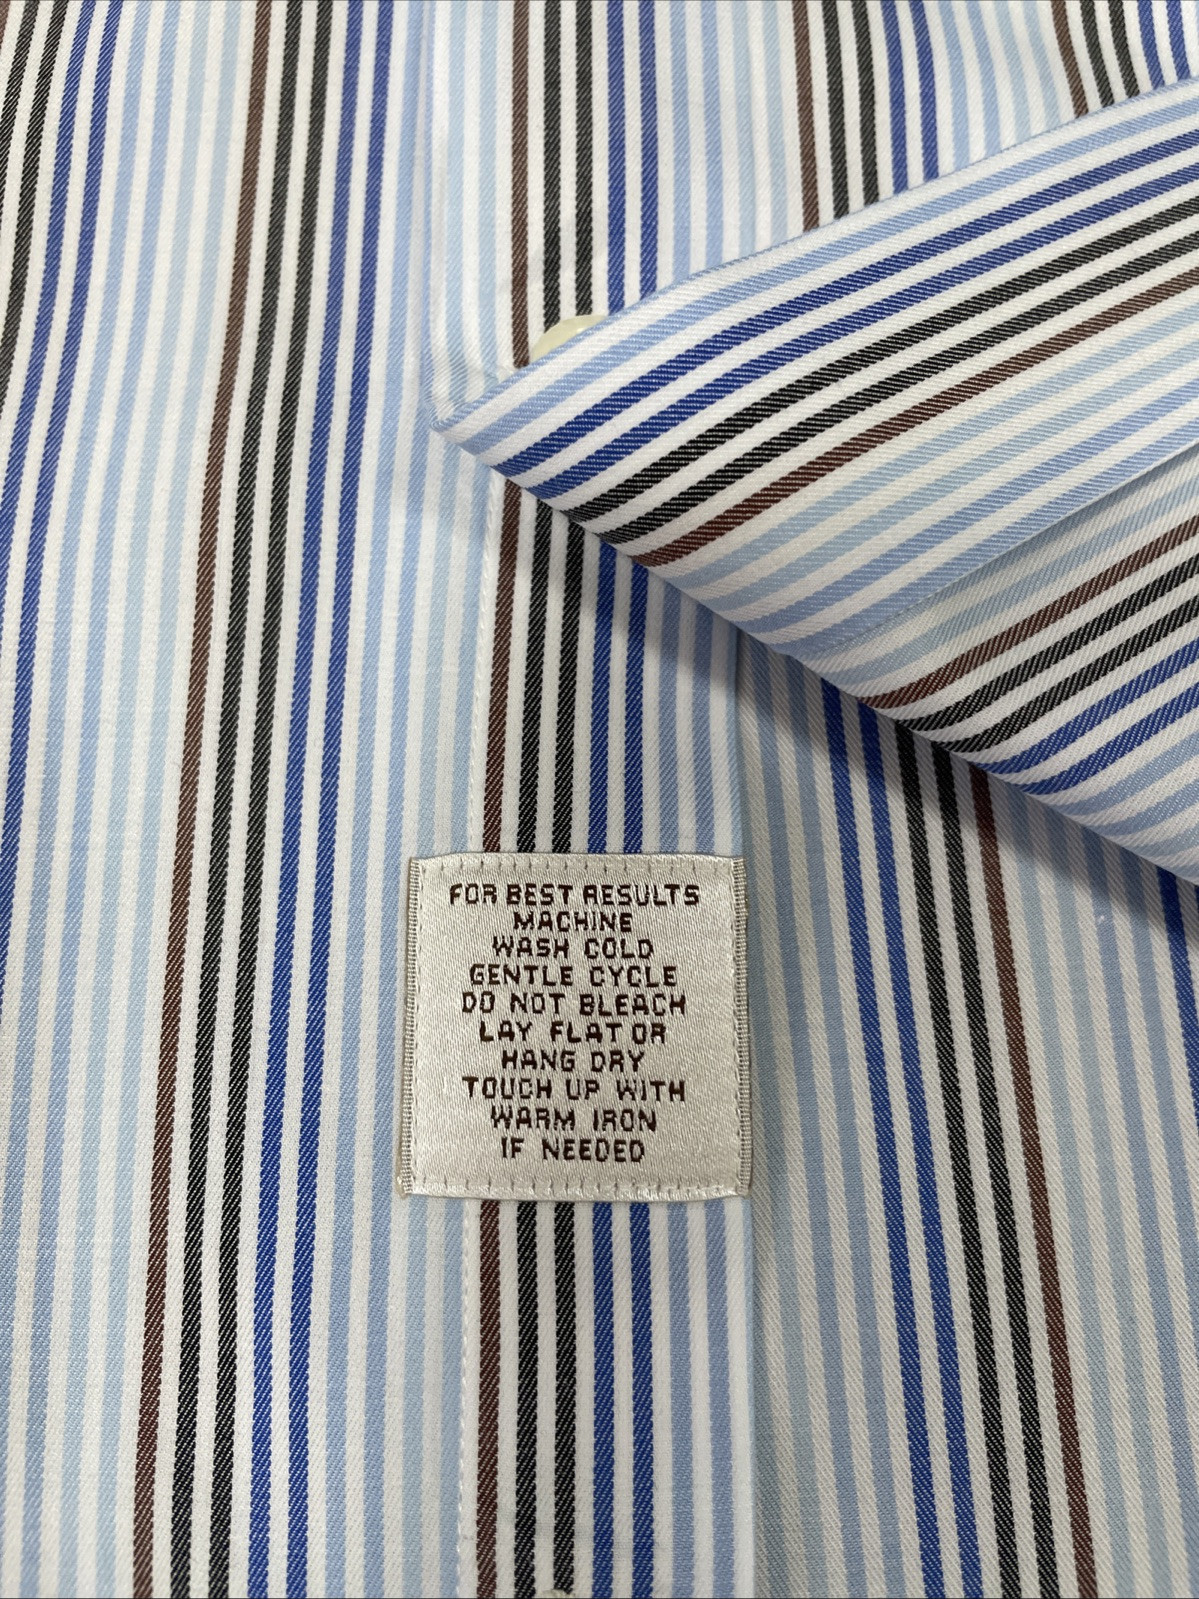 FOR BEST RESULTS
MACHINE
WASH COLD
GENTLE CYCLE
DO NOT BLEACH
LAY FLAT OR
HANG DRY
TOUCH UP WITH
WARM IRON
IF NEEDED